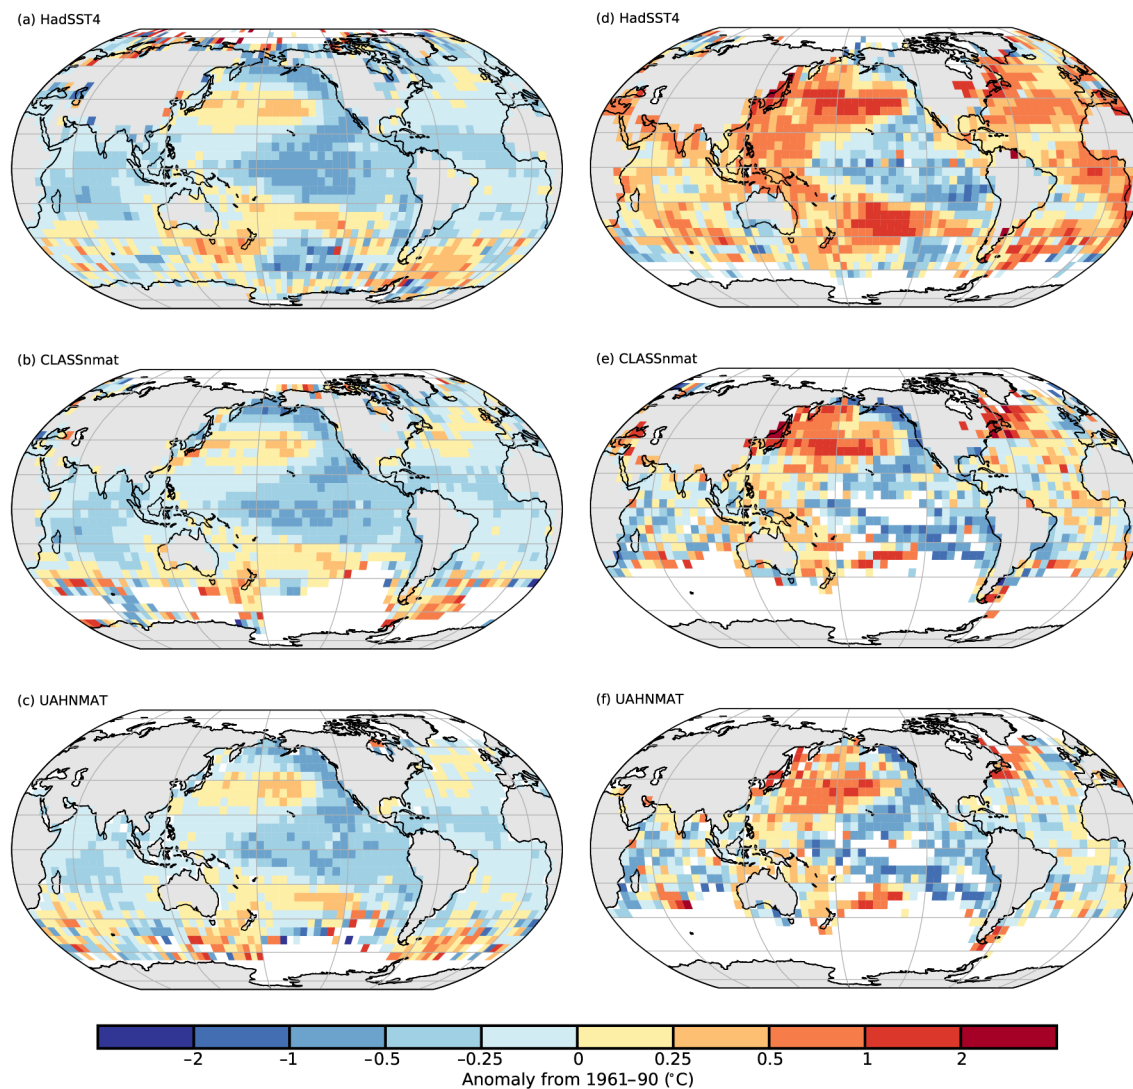 (a) HadSST4
(d) HadSST4
(b) CLASSnmat
(e) CLASSnmat
(c) UAHNMAT
(f) UAHNMAT
−2 −1 −0.5 −0.25 0 0.25 0.5 1 2
Anomaly from 1961–90 (°C)